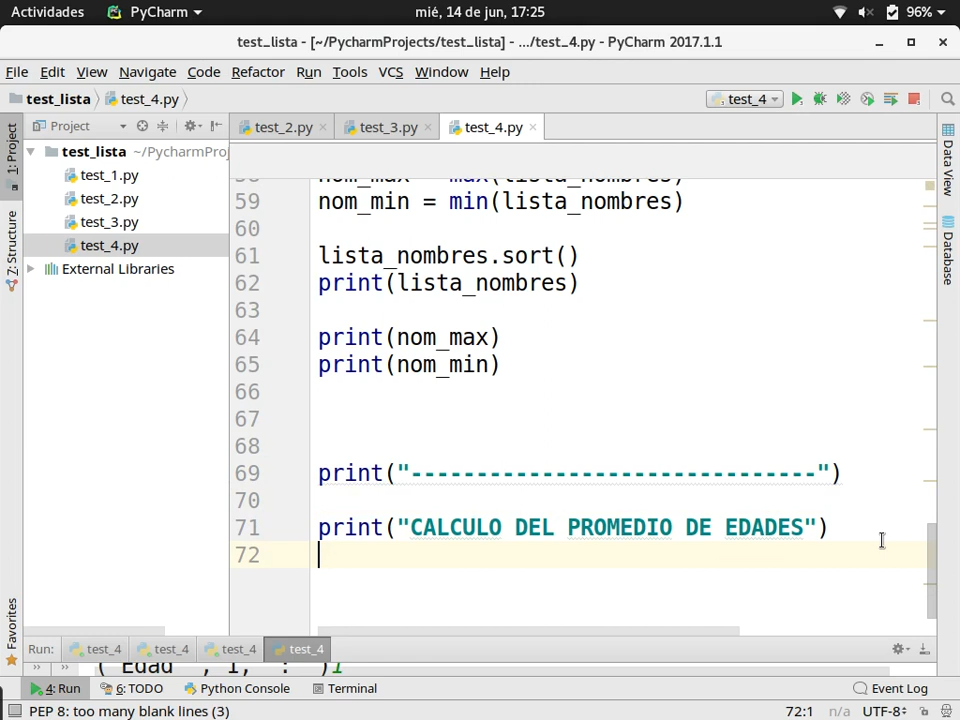 Actividades PyCharm mié, 14 de jun, 17:25 96%
test_lista - [~/PycharmProjects/test_lista] - .../test_4.py - PyCharm 2017.1.1
File Edit View Navigate Code Refactor Run Tools VCS Window Help
test_lista test_4.py test_4
1: Project
7: Structure
Favorites
Data View
Database
Project
test_lista ~/PycharmProj
test_1.py
test_2.py
test_3.py
test_4.py
External Libraries
test_2.py test_3.py test_4.py
58 nom_max = max(lista_nombres)
59 nom_min = min(lista_nombres)
60
61 lista_nombres.sort()
62 print(lista_nombres)
63
64 print(nom_max)
65 print(nom_min)
66
67
68
69 print("-------------------------------")
70
71 print("CALCULO DEL PROMEDIO DE EDADES")
72
Run: test_4 test_4 test_4 test_4
('Edad ', 1, ': ')1
4: Run 6: TODO Python Console Terminal Event Log
PEP 8: too many blank lines (3) 72:1 n/a UTF-8